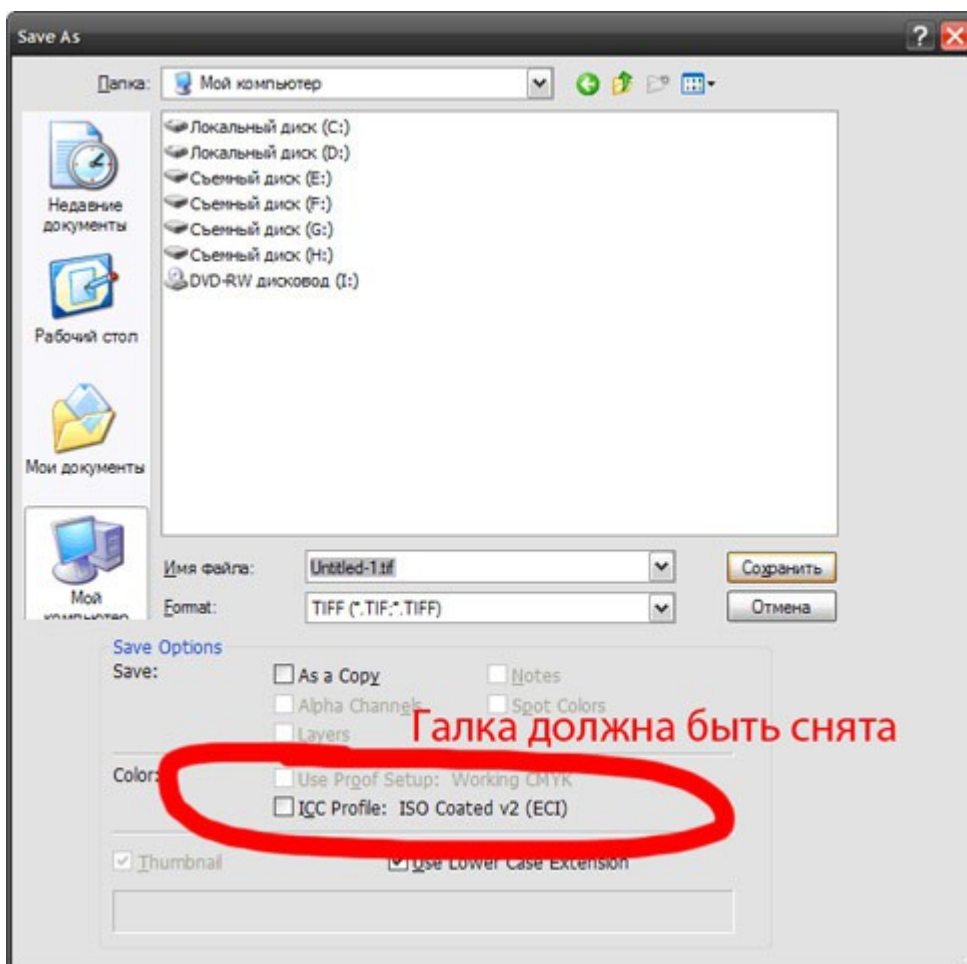 Save As
Папка: Мой компьютер
Локальный диск (C:)
Локальный диск (D:)
Съемный диск (E:)
Съемный диск (F:)
Съемный диск (G:)
Съемный диск (H:)
DVD-RW дисковод (I:)
Недавние
документы
Рабочий стол
Мои документы
Мой
компьютер
Имя файла: Untitled-1.tif Сохранить
Format: TIFF (*.TIF;*.TIFF) Отмена
Save Options
Save: As a Copy Notes
Alpha Channels Spot Colors
Layers
Галка должна быть снята
Color: Use Proof Setup: Working CMYK
ICC Profile: ISO Coated v2 (ECI)
Thumbnail Use Lower Case Extension